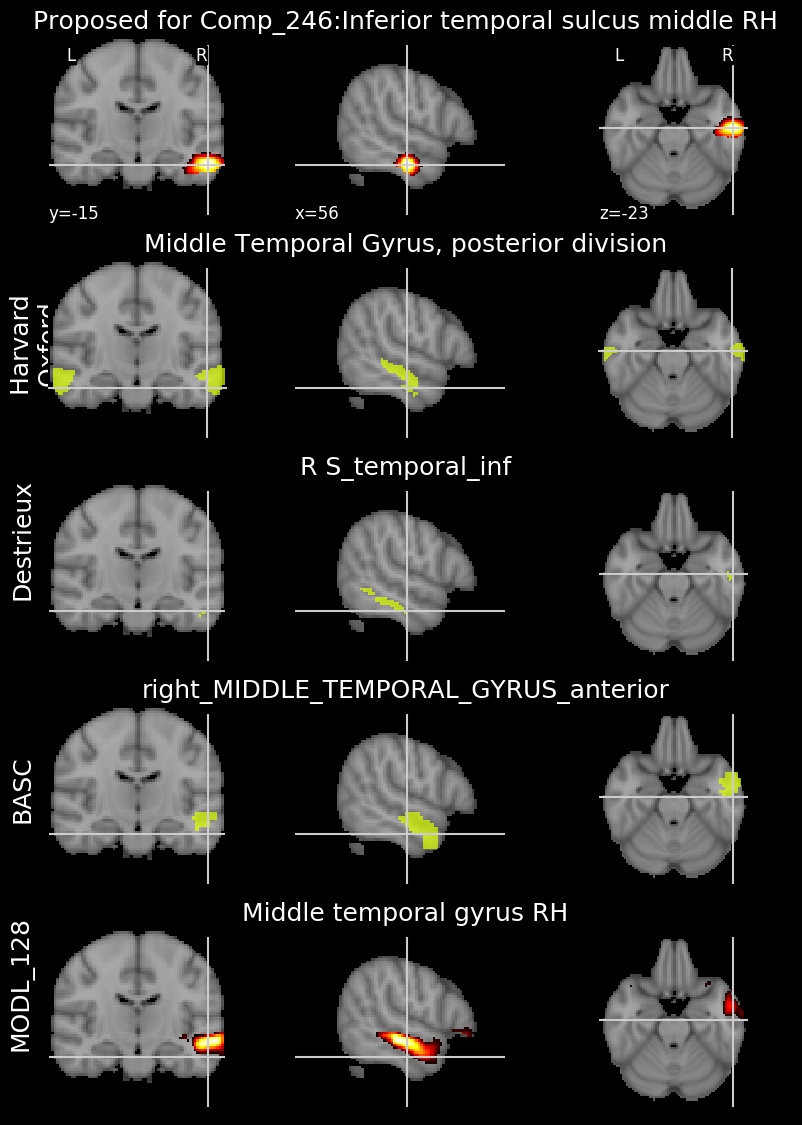 Proposed for Comp_246:Inferior temporal sulcus middle RH
L R L R
y=-15 x=56 z=-23
Middle Temporal Gyrus, posterior division
Harvard
Oxford
R S_temporal_inf
Destrieux
right_MIDDLE_TEMPORAL_GYRUS_anterior
BASC
Middle temporal gyrus RH
MODL_128